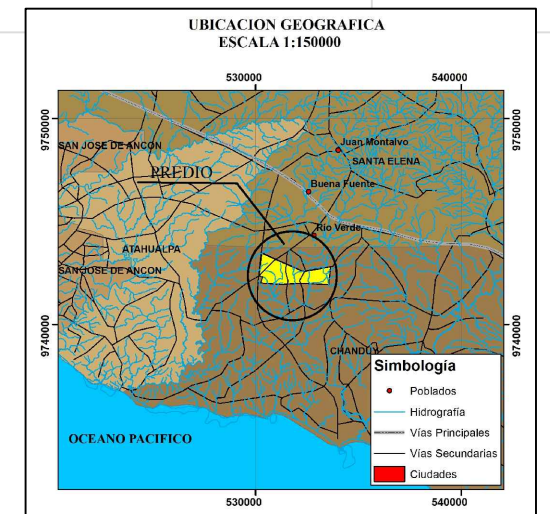 UBICACION GEOGRAFICA
ESCALA 1:150000
530000 540000
9750000 9750000
SAN JOSE DE ANCON
Juan Montalvo
SANTA ELENA
PREDIO
Buena Fuente
Rio Verde
ATAHUALPA
SAN JOSE DE ANCON
9740000 9740000
CHANDUY
Simbología
Poblados
Hidrografía
Vías Principales
Vías Secundarias
Ciudades
OCEANO PACIFICO
530000 540000